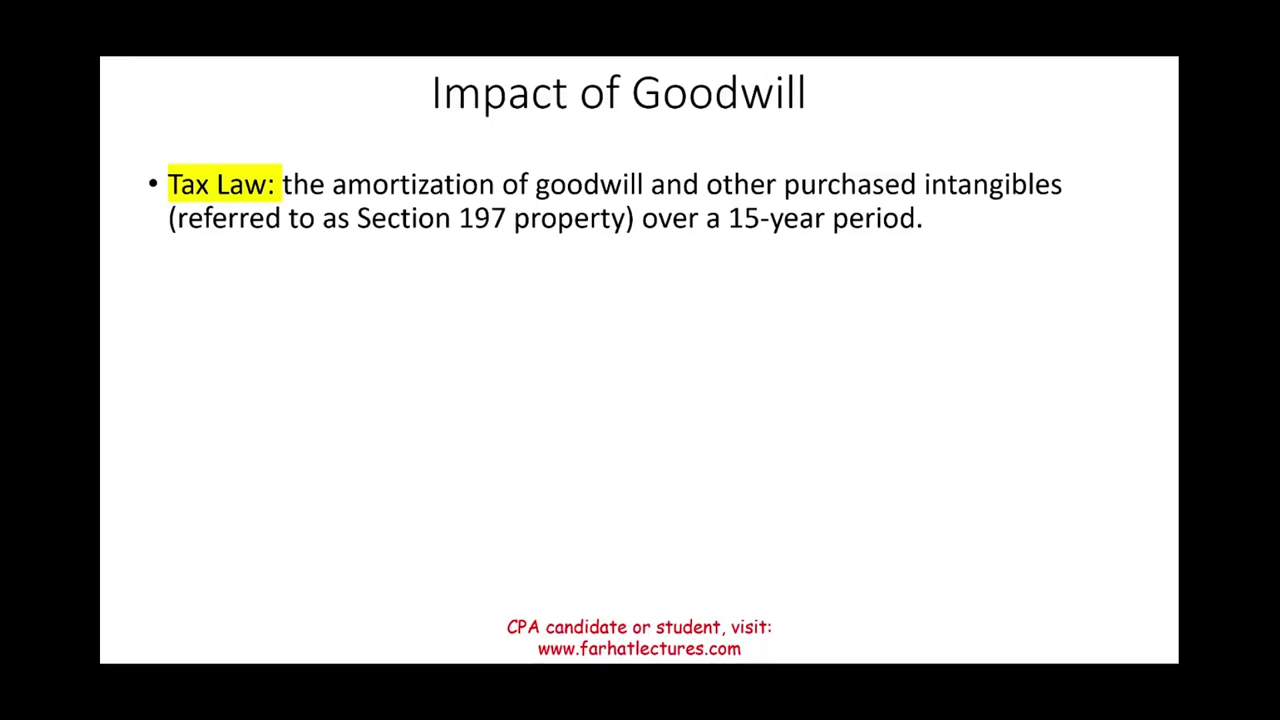 Impact of Goodwill
• Tax Law: the amortization of goodwill and other purchased intangibles
(referred to as Section 197 property) over a 15-year period.
CPA candidate or student, visit:
www.farhatlectures.com